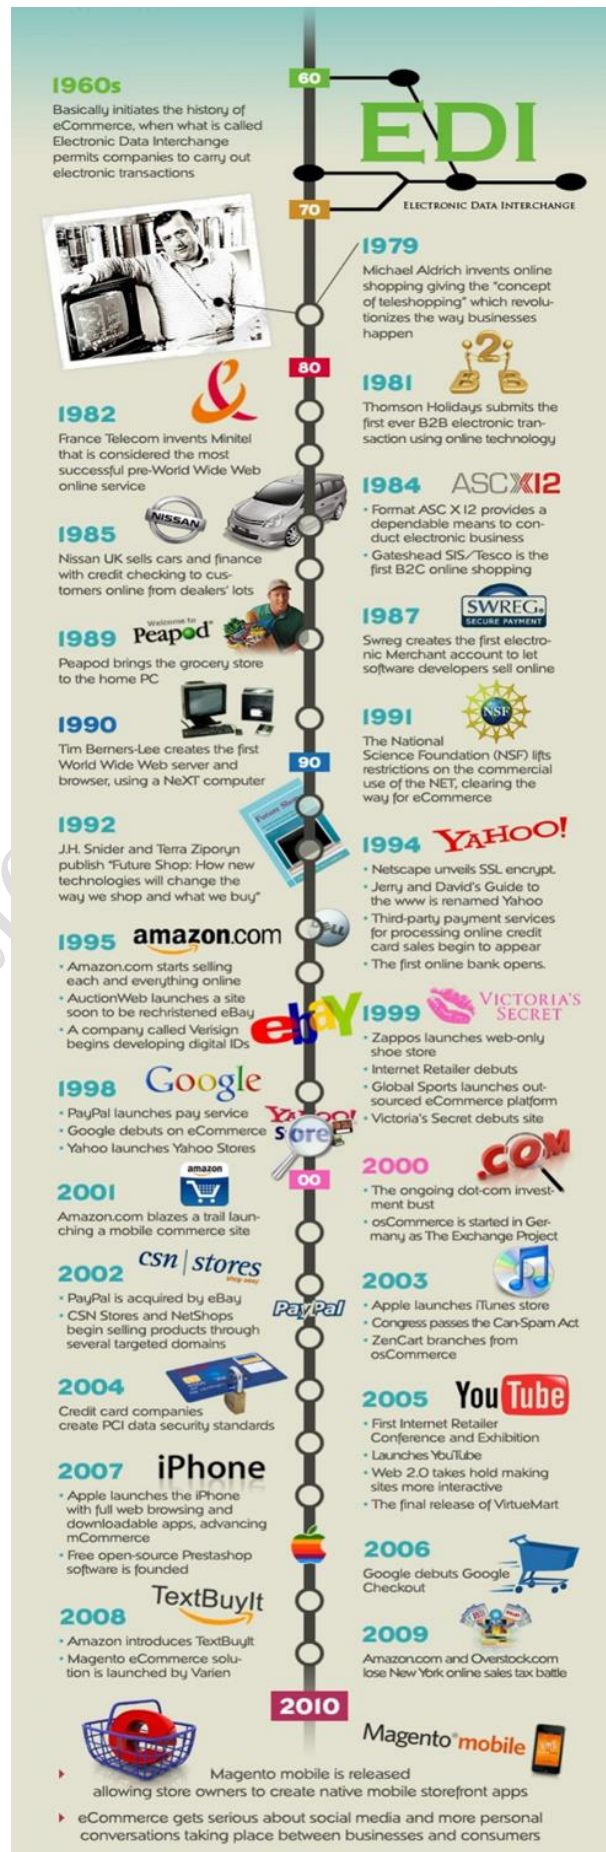 60
1960s
Basically initiates the history of
eCommerce, when what is called
Electronic Data Interchange
permits companies to carry out
electronic transactions
EDI
ELECTRONIC DATA INTERCHANGE
70
1979
Michael Aldrich invents online
shopping giving the "concept
of teleshopping" which revolu-
tionizes the way businesses
happen
80
1981
2
B B
Thomson Holidays submits the
first ever B2B electronic tran-
saction using online technology
1982
France Telecom invents Minitel
that is considered the most
successful pre-World Wide Web
online service
1984
ASC X12
• Format ASC X 12 provides a
dependable means to con-
duct electronic business
• Gateshead SIS/Tesco is the
first B2C online shopping
NISSAN
1985
Nissan UK sells cars and finance
with credit checking to cus-
tomers online from dealers' lots
1987
SWREG.
SECURE PAYMENT
Swreg creates the first electro-
nic Merchant account to let
software developers sell online
1989
Welcome to
Peapod
Peapod brings the grocery store
to the home PC
1990
Tim Berners-Lee creates the first
World Wide Web server and
browser, using a NeXT computer
90
1991
NSF
The National
Science Foundation (NSF) lifts
restrictions on the commercial
use of the NET, clearing the
way for eCommerce
1992
Future Shop
J.H. Snider and Terra Ziporyn
publish "Future Shop: How new
technologies will change the
way we shop and what we buy"
1994
YAHOO!
• Netscape unveils SSL encrypt.
• Jerry and David's Guide to
the www is renamed Yahoo
• Third-party payment services
for processing online credit
card sales begin to appear
• The first online bank opens.
1995
amazon.com
DELL
• Amazon.com starts selling
each and everything online
• AuctionWeb launches a site
soon to be rechristened eBay
• A company called Verisign
begins developing digital IDs
ebaY
1999
VICTORIA'S
SECRET
• Zappos launches web-only
shoe store
• Internet Retailer debuts
• Global Sports launches out-
sourced eCommerce platform
• Victoria's Secret debuts site
1998
Google
• PayPal launches pay service
• Google debuts on eCommerce
• Yahoo launches Yahoo Stores
YAHOO!
Store
00
2000
.COM
• The ongoing dot-com invest-
ment bust
• osCommerce is started in Ger-
many as The Exchange Project
2001
amazon
Amazon.com blazes a trail laun-
ching a mobile commerce site
2002
csn | stores
shop easy
• PayPal is acquired by eBay
• CSN Stores and NetShops
begin selling products through
several targeted domains
PayPal
2003
• Apple launches iTunes store
• Congress passes the Can-Spam Act
• ZenCart branches from
osCommerce
2004
Credit card companies
create PCI data security standards
2005
YouTube
• First Internet Retailer
Conference and Exhibition
• Launches YouTube
• Web 2.0 takes hold making
sites more interactive
• The final release of VirtueMart
2007
iPhone
• Apple launches the iPhone
with full web browsing and
downloadable apps, advancing
mCommerce
• Free open-source Prestashop
software is founded
2006
Google debuts Google
Checkout
2008
TextBuyIt
• Amazon introduces TextBuyIt
• Magento eCommerce solu-
tion is launched by Varien
2009
Amazon.com and Overstock.com
lose New York online sales tax battle
2010
e
Magento® mobile
Magento mobile is released
allowing store owners to create native mobile storefront apps
eCommerce gets serious about social media and more personal
conversations taking place between businesses and consumers